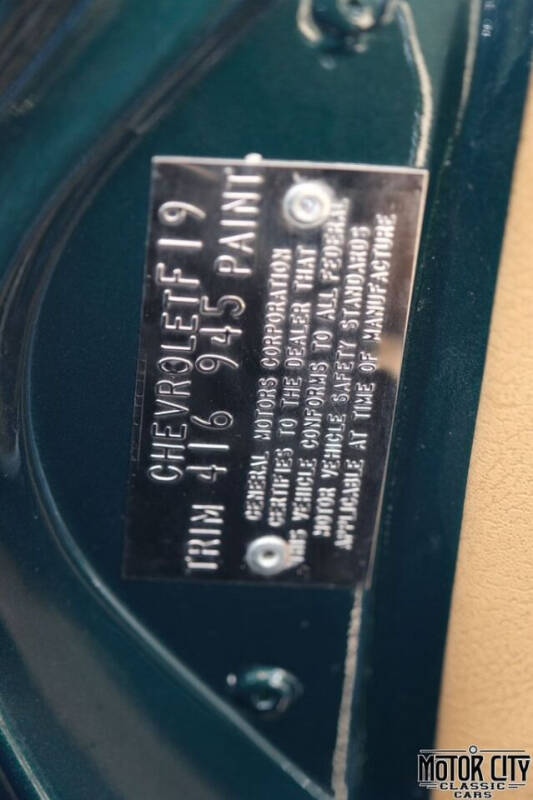 CHEVROLET F19
TRIM 416 945 PAINT
GENERAL MOTORS CORPORATION
CERTIFIES TO THE DEALER THAT
THIS VEHICLE CONFORMS TO ALL FEDERAL
MOTOR VEHICLE SAFETY STANDARDS
APPLICABLE AT TIME OF MANUFACTURE
MOTOR CITY
CLASSIC
CARS